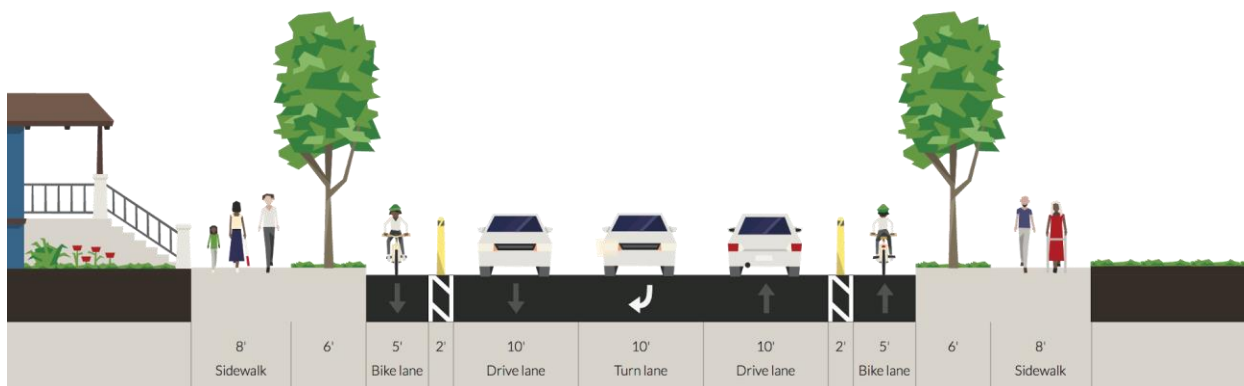 8' 6' 5' 2' 10' 10' 10' 2' 5' 6' 8'
Sidewalk Bike lane Drive lane Turn lane Drive lane Bike lane Sidewalk